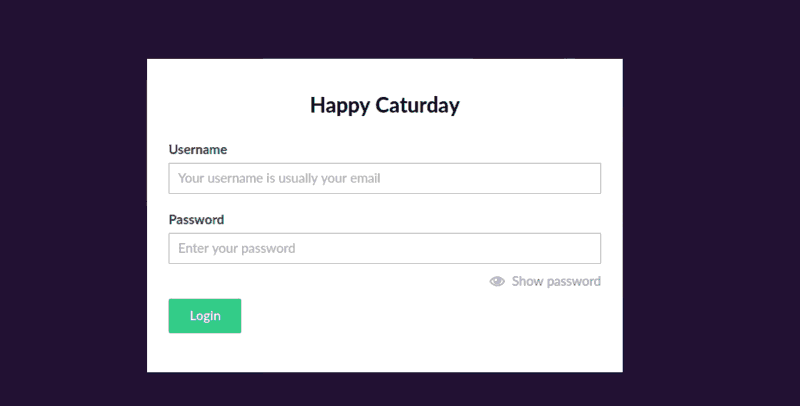 Happy Caturday
Username
Your username is usually your email
Password
Enter your password
Show password
Login